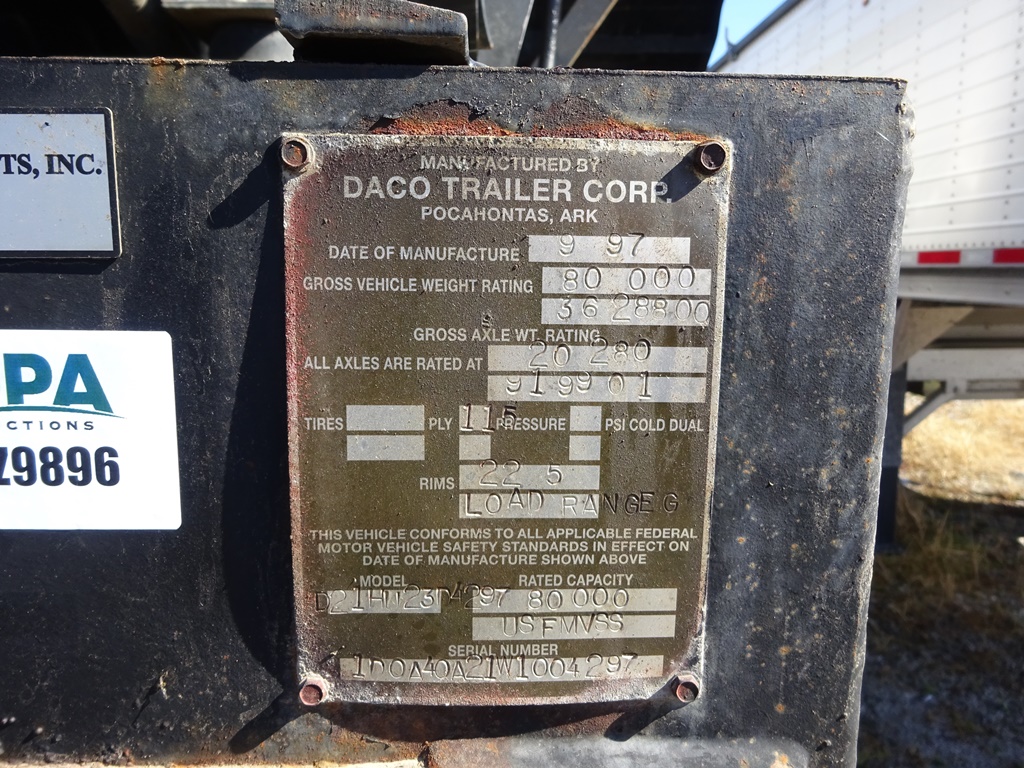 TS, INC.
PA
CTIONS
Z9896
MANUFACTURED BY
DACO TRAILER CORP.
POCAHONTAS, ARK
DATE OF MANUFACTURE 9 97
GROSS VEHICLE WEIGHT RATING 80 000
36 288 00
GROSS AXLE WT. RATING
ALL AXLES ARE RATED AT 20 280
919901
TIRES PLY 115 PRESSURE PSI COLD DUAL
RIMS 22 5
LOAD RANGE G
THIS VEHICLE CONFORMS TO ALL APPLICABLE FEDERAL
MOTOR VEHICLE SAFETY STANDARDS IN EFFECT ON
DATE OF MANUFACTURE SHOWN ABOVE
MODEL RATED CAPACITY
80 000
US FMVSS
SERIAL NUMBER
1D0A40A21W1004297